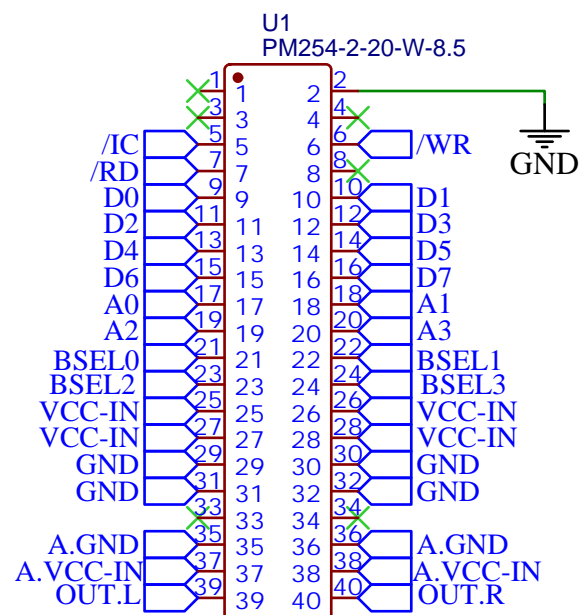 U1
PM254-2-20-W-8.5
1 1 2 2
3 3 4 4
/IC 5 5 6 6 /WR
/RD 7 7 8 8
GND
D0 9 9 10 10 D1
D2 11 11 12 12 D3
D4 13 13 14 14 D5
D6 15 15 16 16 D7
A0 17 17 18 18 A1
A2 19 19 20 20 A3
BSEL0 21 21 22 22 BSEL1
BSEL2 23 23 24 24 BSEL3
VCC-IN 25 25 26 26 VCC-IN
VCC-IN 27 27 28 28 VCC-IN
GND 29 29 30 30 GND
GND 31 31 32 32 GND
33 33 34 34
A.GND 35 35 36 36 A.GND
A.VCC-IN 37 37 38 38 A.VCC-IN
OUT.L 39 39 40 40 OUT.R